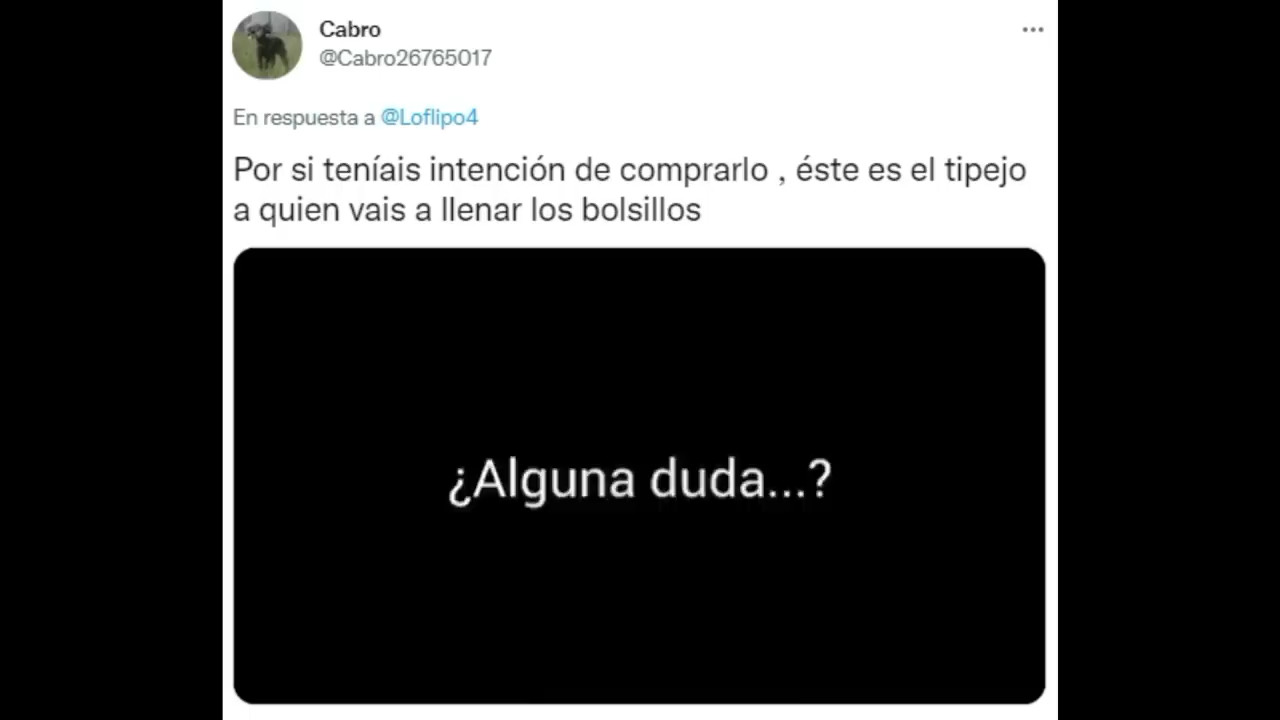 Cabro
@Cabro26765017
En respuesta a @Loflipo4
Por si teníais intención de comprarlo , éste es el tipejo
a quien vais a llenar los bolsillos
¿Alguna duda...?